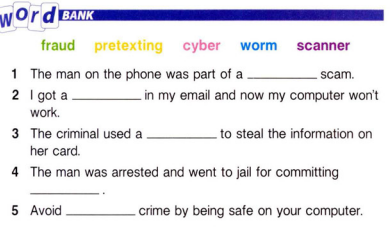 word BANK
fraud pretexting cyber worm scanner
1 The man on the phone was part of a __________ scam.
2 I got a __________ in my email and now my computer won't
work.
3 The criminal used a __________ to steal the information on
her card.
4 The man was arrested and went to jail for committing
__________ .
5 Avoid __________ crime by being safe on your computer.